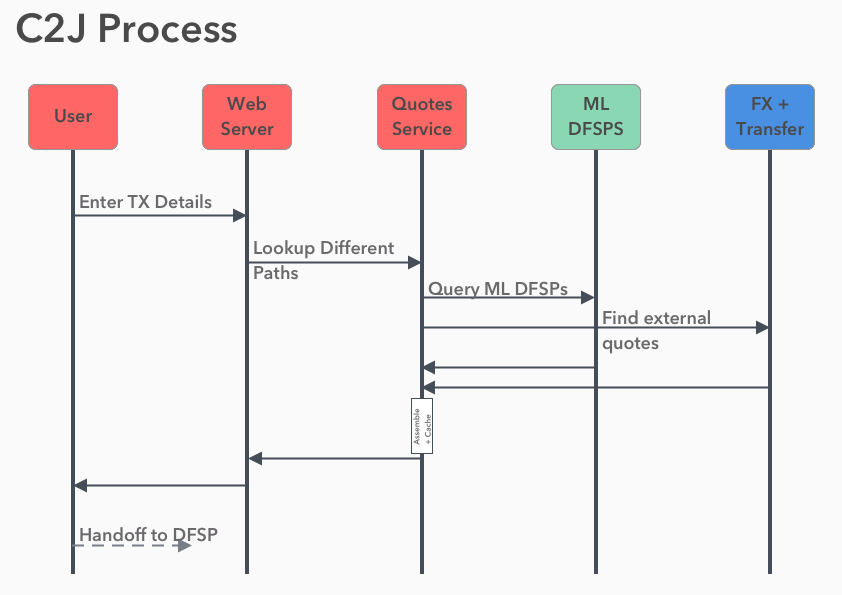 C2J Process
User
Web
Server
Quotes
Service
ML
DFSPS
FX +
Transfer
Enter TX Details
Lookup Different
Paths
Query ML DFSPs
Find external
quotes
Assemble
+ Cache
Handoff to DFSP